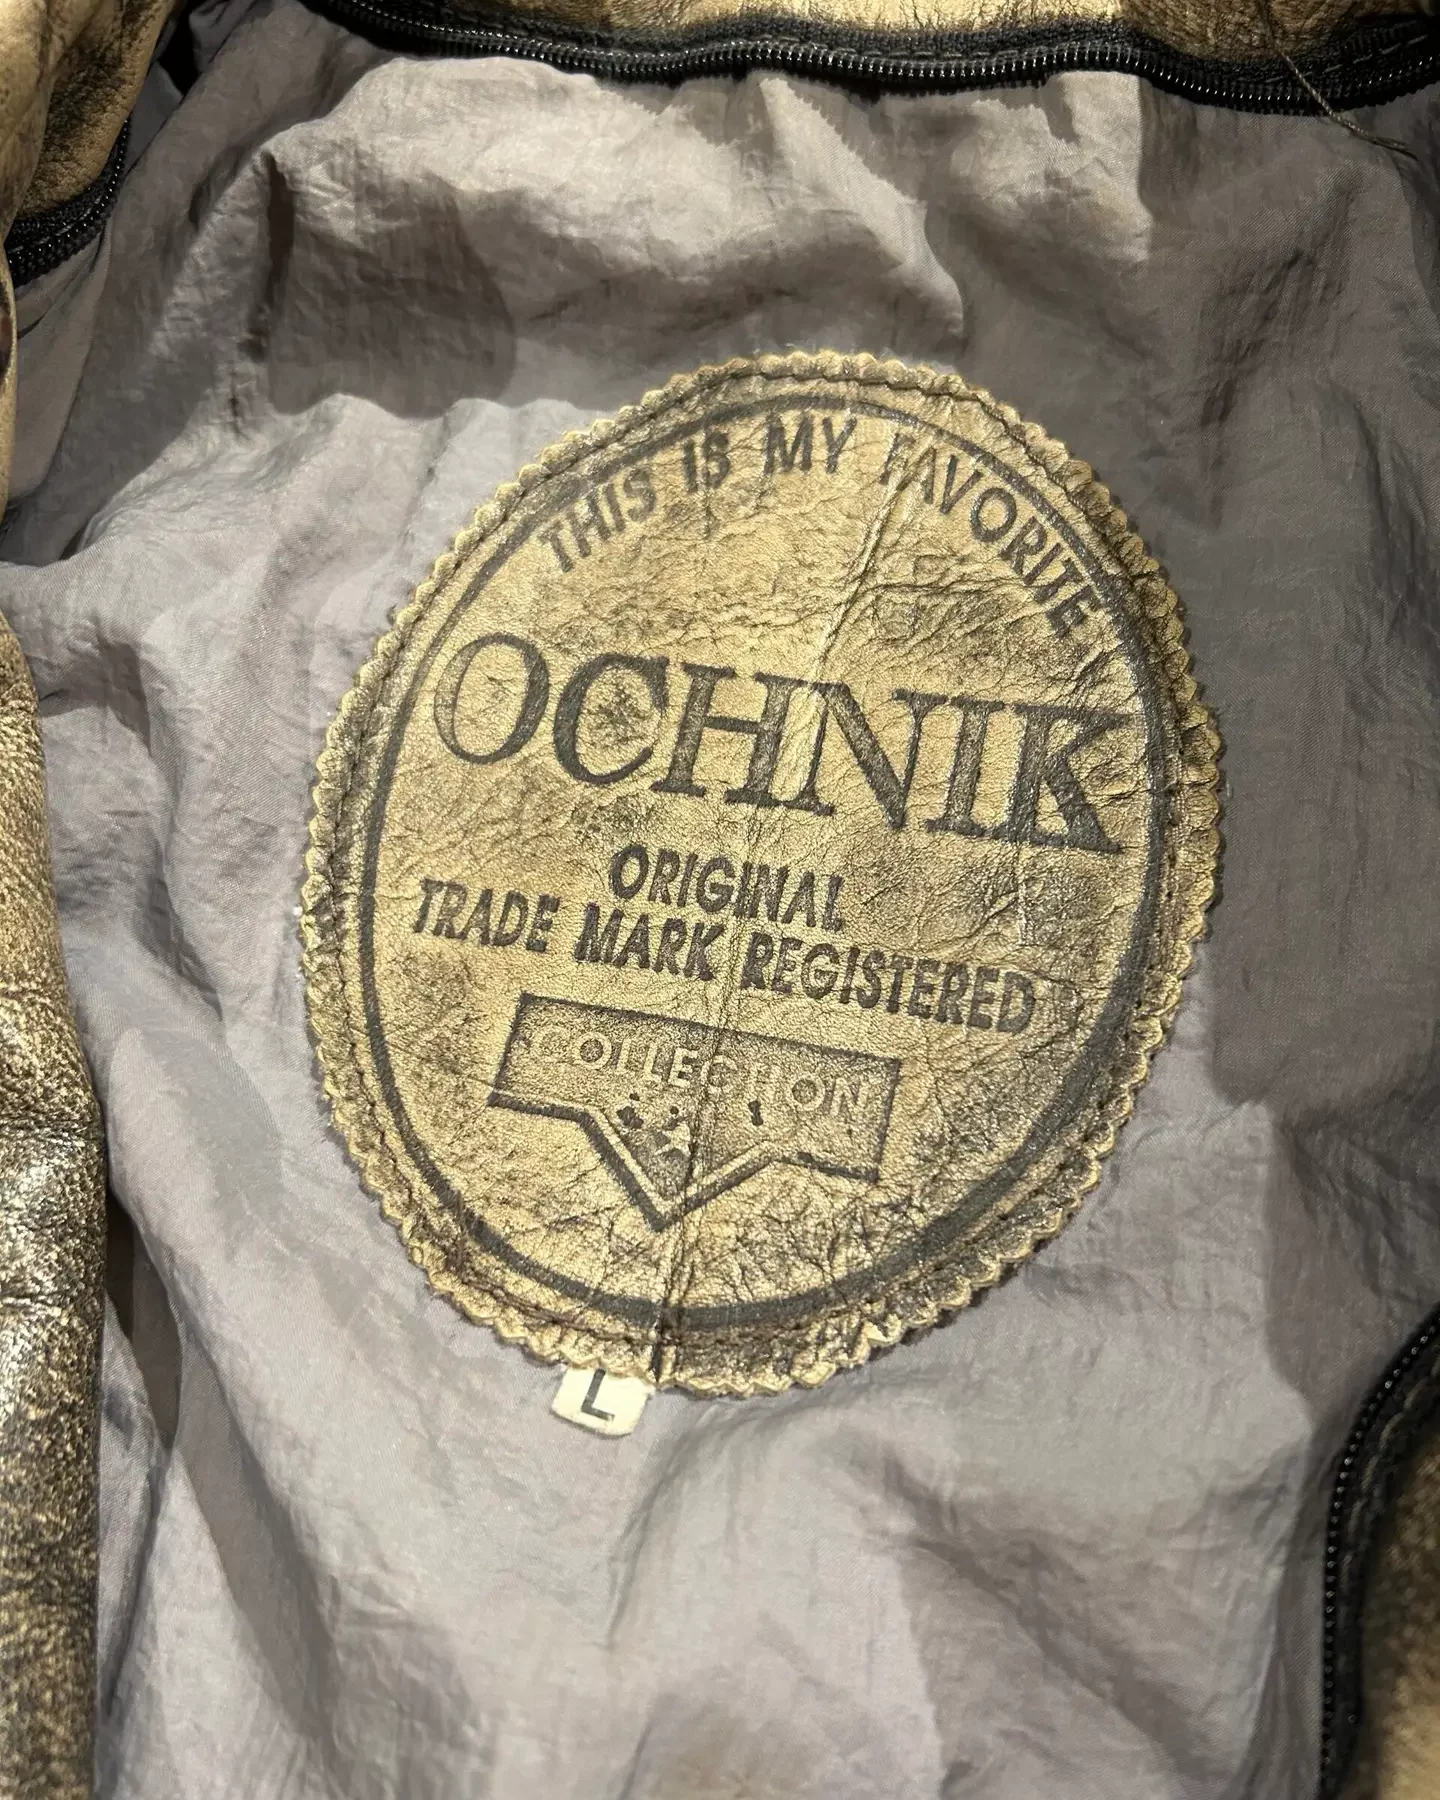 THIS IS MY FAVORITE
OCHNIK
ORIGINAL
TRADE MARK REGISTERED
COLLECTION
L